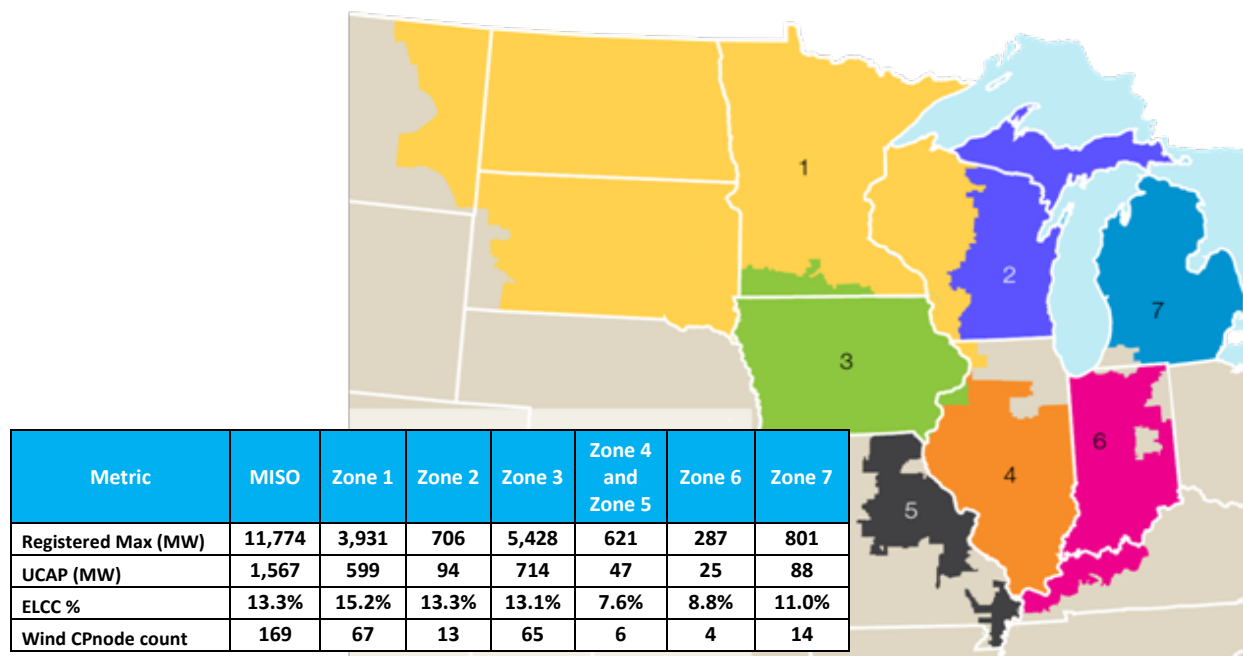 1
2
7
3
6
4
5
Metric MISO Zone 1 Zone 2 Zone 3 Zone 4 and Zone 5 Zone 6 Zone 7
Registered Max (MW) 11,774 3,931 706 5,428 621 287 801
UCAP (MW) 1,567 599 94 714 47 25 88
ELCC % 13.3% 15.2% 13.3% 13.1% 7.6% 8.8% 11.0%
Wind CPnode count 169 67 13 65 6 4 14